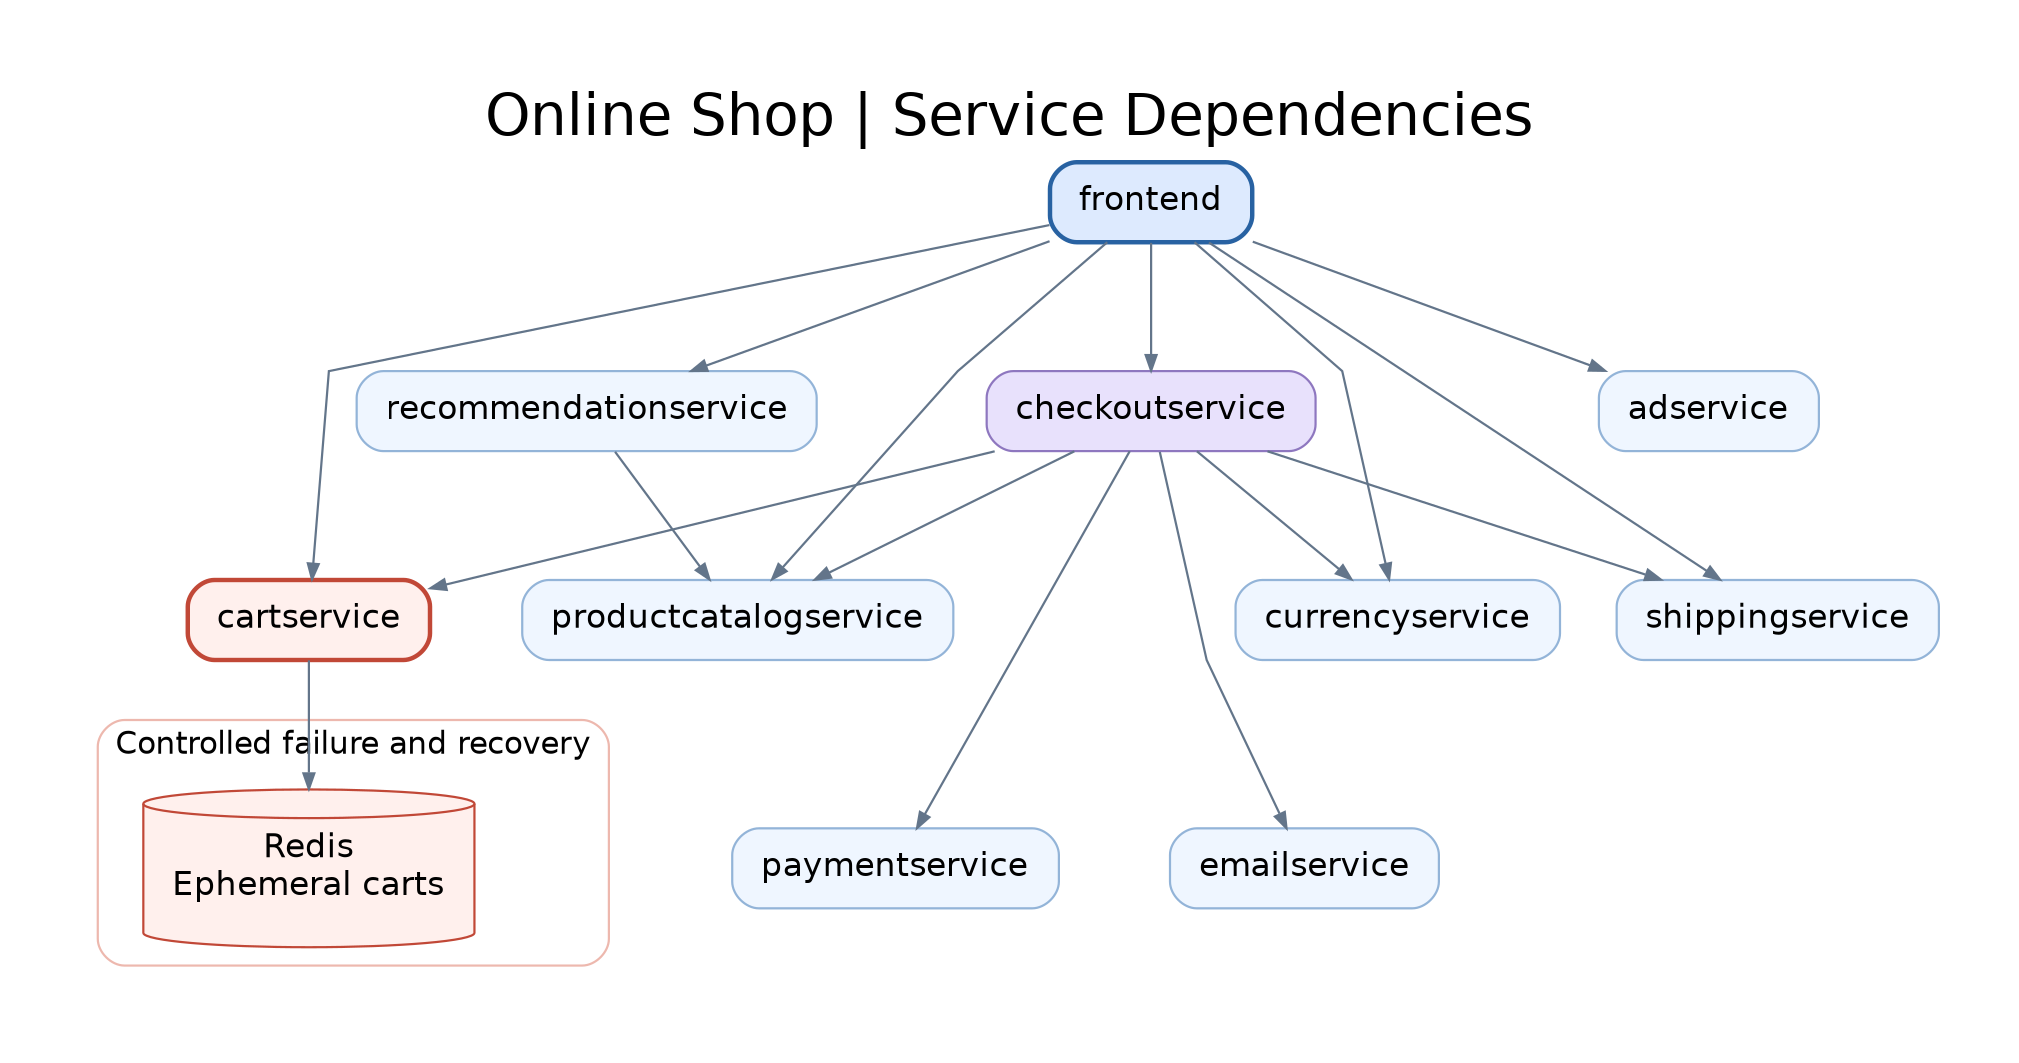 Online Shop | Service Dependencies
frontend
recommendationservice
checkoutservice
adservice
cartservice
productcatalogservice
currencyservice
shippingservice
Controlled failure and recovery
Redis
Ephemeral carts
paymentservice
emailservice